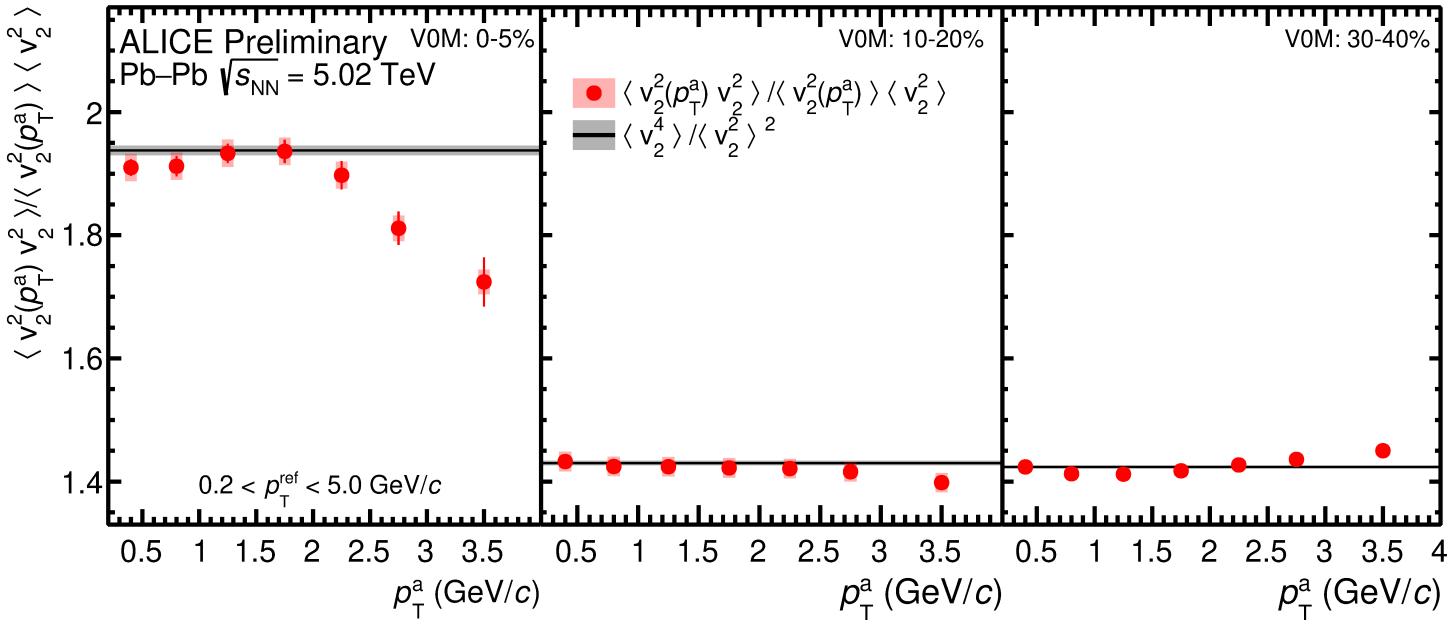 ⟨ v₂²(p_T^a) v₂² ⟩/⟨ v₂²(p_T^a) ⟩ ⟨ v₂² ⟩
ALICE Preliminary
V0M: 0-5%
Pb–Pb √s_NN = 5.02 TeV
V0M: 10-20%
V0M: 30-40%
⟨ v₂²(p_T^a) v₂² ⟩/⟨ v₂²(p_T^a) ⟩ ⟨ v₂² ⟩
⟨ v₂⁴ ⟩/⟨ v₂² ⟩²
2
1.8
1.6
1.4
0.2 < p_T^ref < 5.0 GeV/c
0.5 1 1.5 2 2.5 3 3.5
0.5 1 1.5 2 2.5 3 3.5
0.5 1 1.5 2 2.5 3 3.5 4
p_T^a (GeV/c)
p_T^a (GeV/c)
p_T^a (GeV/c)